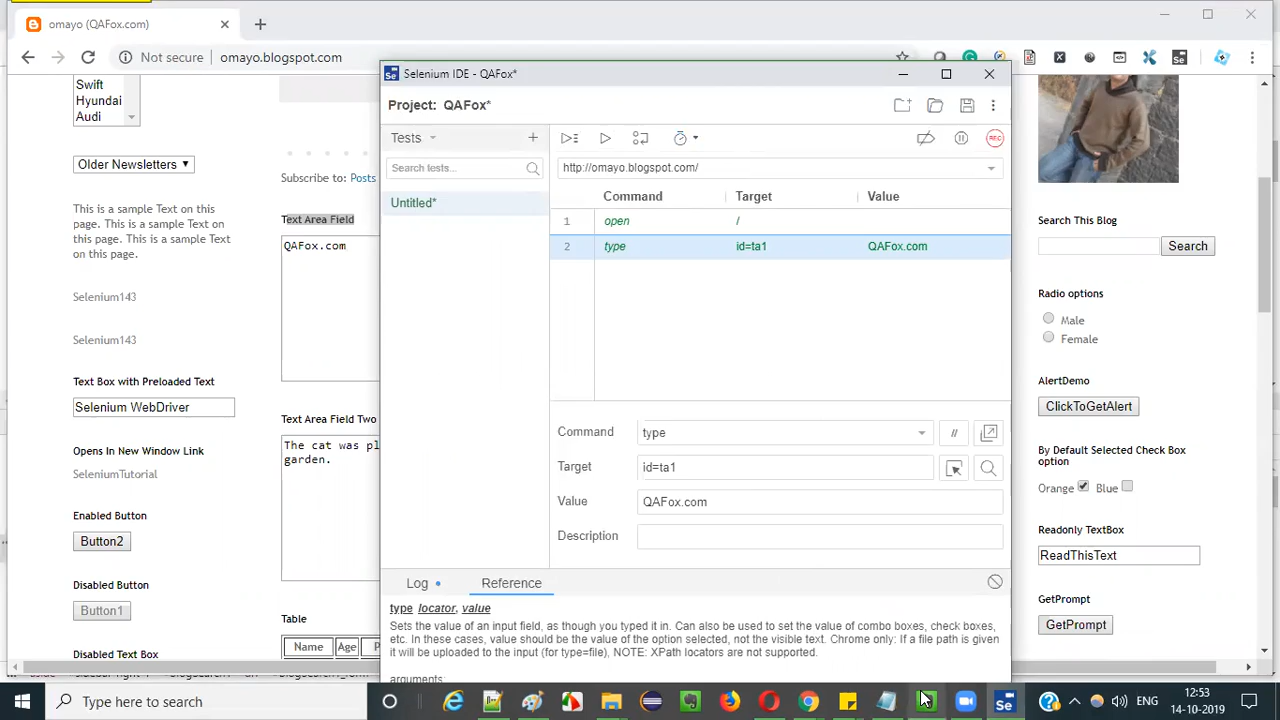 omayo (QAFox.com)
Not secure
omayo.blogspot.com
Swift
Hyundai
Audi
Older Newsletters
This is a sample Text on this
page. This is a sample Text on
this page. This is a sample Text
on this page.
Selenium143
Selenium143
Text Box with Preloaded Text
Selenium WebDriver
Opens In New Window Link
SeleniumTutorial
Enabled Button
Button2
Disabled Button
Button1
Disabled Text Box
Subscribe to: Posts
Text Area Field
QAFox.com
Text Area Field Two
The cat was pl
garden.
Table
Name Age P
Selenium IDE - QAFox*
Project: QAFox*
Tests
Search tests...
Untitled*
REC
http://omayo.blogspot.com/
Command Target Value
1 open /
2 type id=ta1 QAFox.com
Command type //
Target id=ta1
Value QAFox.com
Description
Log Reference
type locator, value
Sets the value of an input field, as though you typed it in. Can also be used to set the value of combo boxes, check boxes,
etc. In these cases, value should be the value of the option selected, not the visible text. Chrome only: If a file path is given
it will be uploaded to the input (for type=file), NOTE: XPath locators are not supported.
arguments:
Search This Blog
Search
Radio options
Male
Female
AlertDemo
ClickToGetAlert
By Default Selected Check Box
option
Orange Blue
Readonly TextBox
ReadThisText
GetPrompt
GetPrompt
Type here to search
ENG
12:53
14-10-2019